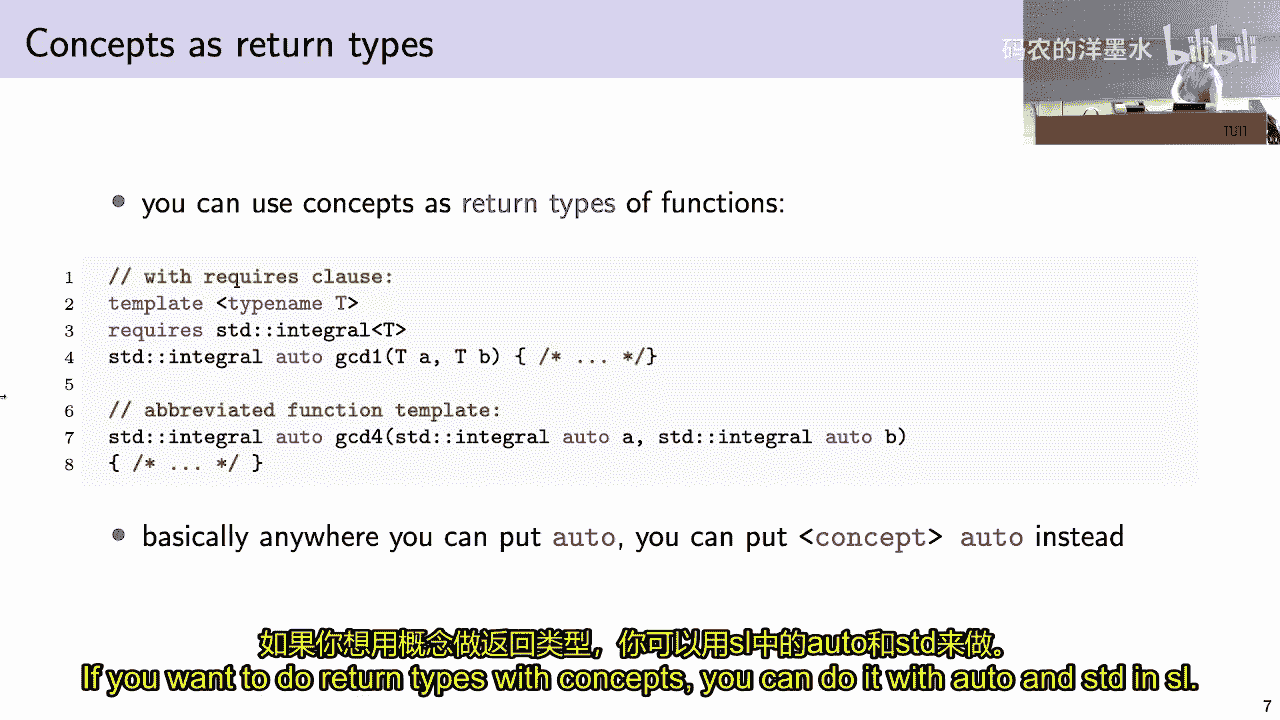 Concepts as return types
码农的洋墨水 bilibili
TUM
• you can use concepts as return types of functions:
1 // with requires clause:
2 template <typename T>
3 requires std::integral<T>
4 std::integral auto gcd1(T a, T b) { /* ... */}
5
6 // abbreviated function template:
7 std::integral auto gcd4(std::integral auto a, std::integral auto b)
8 { /* ... */ }
• basically anywhere you can put auto, you can put <concept> auto instead
如果你想用概念做返回类型，你可以用sl中的auto和std来做。
If you want to do return types with concepts, you can do it with auto and std in sl.
7